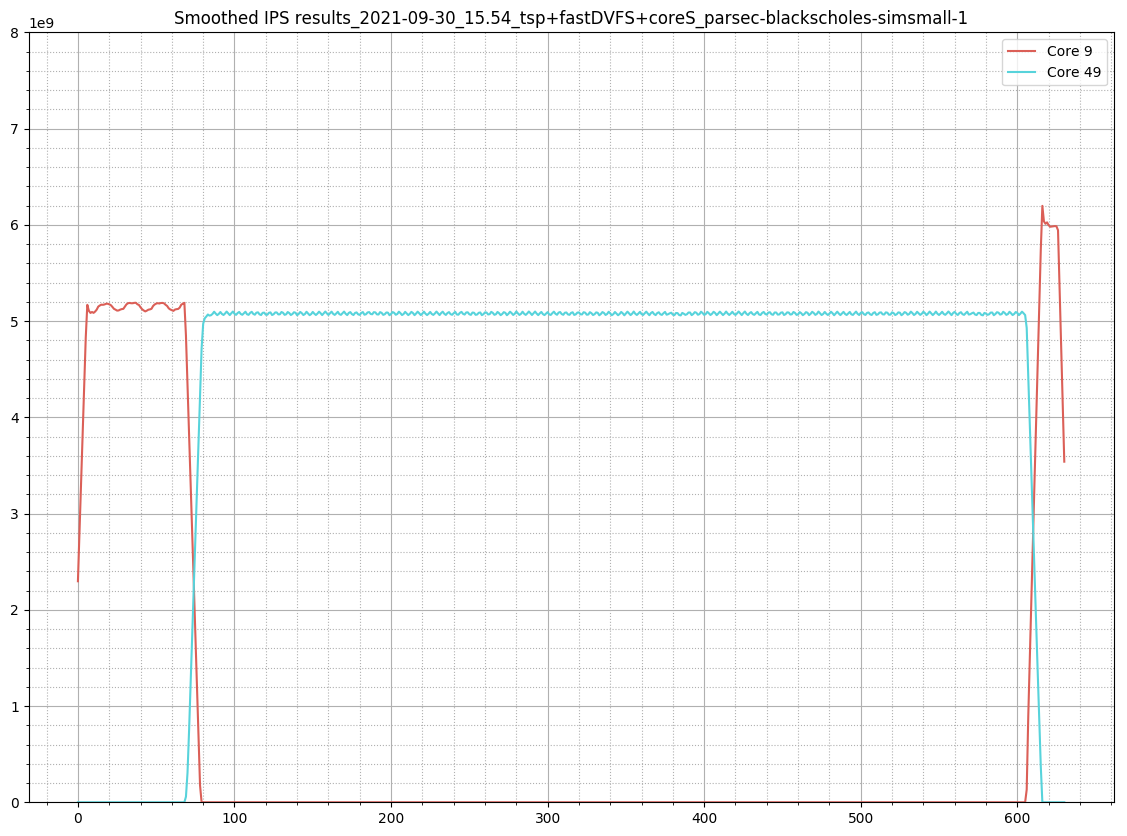 Smoothed IPS results_2021-09-30_15.54_tsp+fastDVFS+coreS_parsec-blackscholes-simsmall-1
1e9
Core 9
Core 49
8
7
6
5
4
3
2
1
0
0 100 200 300 400 500 600